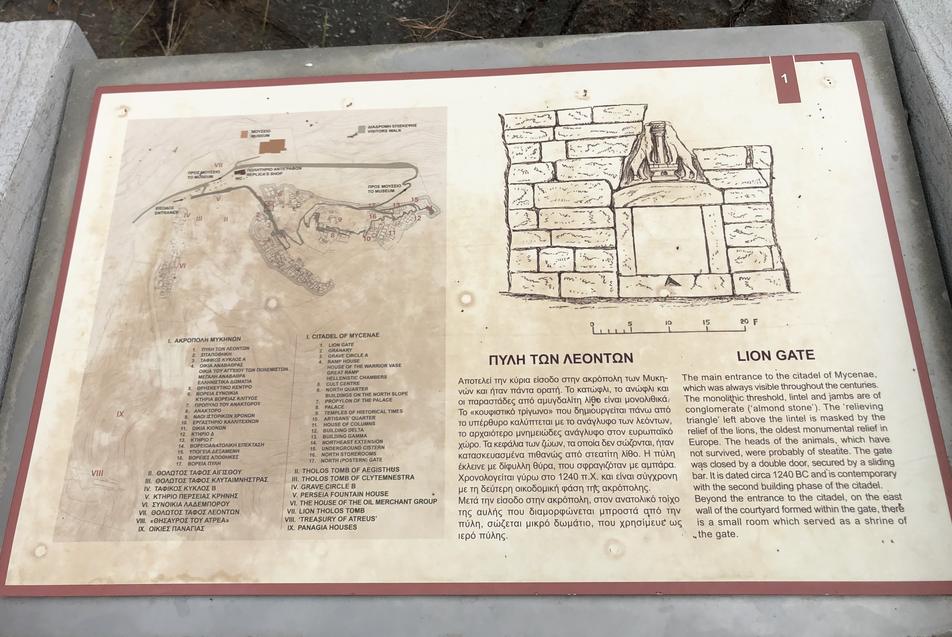 1
ΜΟΥΣΕΙΟ
MUSEUM
ΔΙΑΔΡΟΜΗ ΕΠΙΣΚΕΨΗΣ
VISITORS WALK
VII
ΠΡΟΣ ΜΟΥΣΕΙΟ
TO MUSEUM
ΠΩΛΗΤΗΡΙΟ ΑΝΤΙΓΡΑΦΩΝ
REPLICA'S SHOP
ΠΡΟΣ ΜΟΥΣΕΙΟ
TO MUSEUM
ΕΙΣΟΔΟΣ
ENTRANCE
V
IV
III
II
VI
IX
VIII
0 5 10 15 20 F
I. ΑΚΡΟΠΟΛΗ ΜΥΚΗΝΩΝ
1. ΠΥΛΗ ΤΩΝ ΛΕΟΝΤΩΝ
2. ΣΙΤΑΠΟΘΗΚΗ
3. ΤΑΦΙΚΟΣ ΚΥΚΛΟΣ Α
4. ΟΙΚΙΑ ΑΝΑΒΑΘΡΑΣ
ΟΙΚΙΑ ΤΟΥ ΑΓΓΕΙΟΥ ΤΩΝ ΠΟΛΕΜΙΣΤΩΝ
ΜΕΓΑΛΗ ΑΝΑΒΑΘΡΑ
ΕΛΛΗΝΙΣΤΙΚΑ ΔΩΜΑΤΙΑ
5. ΘΡΗΣΚΕΥΤΙΚΟ ΚΕΝΤΡΟ
6. ΒΟΡΕΙΑ ΣΥΝΟΙΚΙΑ
ΚΤΗΡΙΑ ΒΟΡΕΙΑΣ ΚΛΙΤΥΟΣ
7. ΠΡΟΠΥΛΟ ΤΟΥ ΑΝΑΚΤΟΡΟΥ
8. ΑΝΑΚΤΟΡΟ
9. ΝΑΟΙ ΙΣΤΟΡΙΚΩΝ ΧΡΟΝΩΝ
10. ΕΡΓΑΣΤΗΡΙΟ ΚΑΛΛΙΤΕΧΝΩΝ
11. ΟΙΚΙΑ ΚΙΟΝΩΝ
12. ΚΤΗΡΙΟ Δ
13. ΚΤΗΡΙΟ Γ
14. ΒΟΡΕΙΟΑΝΑΤΟΛΙΚΗ ΕΠΕΚΤΑΣΗ
15. ΥΠΟΓΕΙΑ ΔΕΞΑΜΕΝΗ
16. ΒΟΡΕΙΕΣ ΑΠΟΘΗΚΕΣ
17. ΒΟΡΕΙΑ ΠΥΛΗ
II. ΘΟΛΩΤΟΣ ΤΑΦΟΣ ΑΙΓΙΣΘΟΥ
III. ΘΟΛΩΤΟΣ ΤΑΦΟΣ ΚΛΥΤΑΙΜΝΗΣΤΡΑΣ
IV. ΤΑΦΙΚΟΣ ΚΥΚΛΟΣ Β
V. ΚΤΗΡΙΟ ΠΕΡΣΕΙΑΣ ΚΡΗΝΗΣ
VI. ΣΥΝΟΙΚΙΑ ΛΑΔΕΜΠΟΡΟΥ
VII. ΘΟΛΩΤΟΣ ΤΑΦΟΣ ΛΕΟΝΤΩΝ
VIII. «ΘΗΣΑΥΡΟΣ ΤΟΥ ΑΤΡΕΑ»
IX. ΟΙΚΙΕΣ ΠΑΝΑΓΙΑΣ
I. CITADEL OF MYCENAE
1. LION GATE
2. GRANARY
3. GRAVE CIRCLE A
4. RAMP HOUSE
HOUSE OF THE WARRIOR VASE
GREAT RAMP
HELLENISTIC CHAMBERS
5. CULT CENTRE
6. NORTH QUARTER
BUILDINGS ON THE NORTH SLOPE
7. PROPYLON OF THE PALACE
8. PALACE
9. TEMPLES OF HISTORICAL TIMES
10. ARTISANS' QUARTER
11. HOUSE OF COLUMNS
12. BUILDING DELTA
13. BUILDING GAMMA
14. NORTHEAST EXTENSION
15. UNDERGROUND CISTERN
16. NORTH STOREROOMS
17. NORTH (POSTERN) GATE
II. THOLOS TOMB OF AEGISTHUS
III. THOLOS TOMB OF CLYTEMNESTRA
IV. GRAVE CIRCLE B
V. PERSEIA FOUNTAIN HOUSE
VI. THE HOUSE OF THE OIL MERCHANT GROUP
VII. LION THOLOS TOMB
VIII. 'TREASURY OF ATREUS'
IX. PANAGIA HOUSES
ΠΥΛΗ ΤΩΝ ΛΕΟΝΤΩΝ
Αποτελεί την κύρια είσοδο στην ακρόπολη των Μυκη-
νών και ήταν πάντα ορατή. Το κατώφλι, το ανώφλι και
οι παραστάδες από αμυγδαλίτη λίθο είναι μονολιθικά.
Το «κουφιστικό τρίγωνο» που δημιουργείται πάνω από
το υπέρθυρο καλύπτεται με το ανάγλυφο των λεόντων,
το αρχαιότερο μνημειώδες ανάγλυφο στον ευρωπαϊκό
χώρο. Τα κεφάλια των ζώων, τα οποία δεν σώζονται, ήταν
κατασκευασμένα πιθανώς από στεατίτη λίθο. Η πύλη
έκλεινε με δίφυλλη θύρα, που σφραγιζόταν με αμπάρα.
Χρονολογείται γύρω στο 1240 π.Χ. και είναι σύγχρονη
με τη δεύτερη οικοδομική φάση της ακρόπολης.
Μετά την είσοδο στην ακρόπολη, στον ανατολικό τοίχο
της αυλής που διαμορφώνεται μπροστά από την
πύλη, σώζεται μικρό δωμάτιο, που χρησίμευε ως
ιερό πύλης.
LION GATE
The main entrance to the citadel of Mycenae,
which was always visible throughout the centuries.
The monolithic threshold, lintel and jambs are of
conglomerate ('almond stone'). The 'relieving
triangle' left above the lintel is masked by the
relief of the lions, the oldest monumental relief in
Europe. The heads of the animals, which have
not survived, were probably of steatite. The gate
was closed by a double door, secured by a sliding
bar. It is dated circa 1240 BC and is contemporary
with the second building phase of the citadel.
Beyond the entrance to the citadel, on the east
wall of the courtyard formed within the gate, there
is a small room which served as a shrine of
the gate.